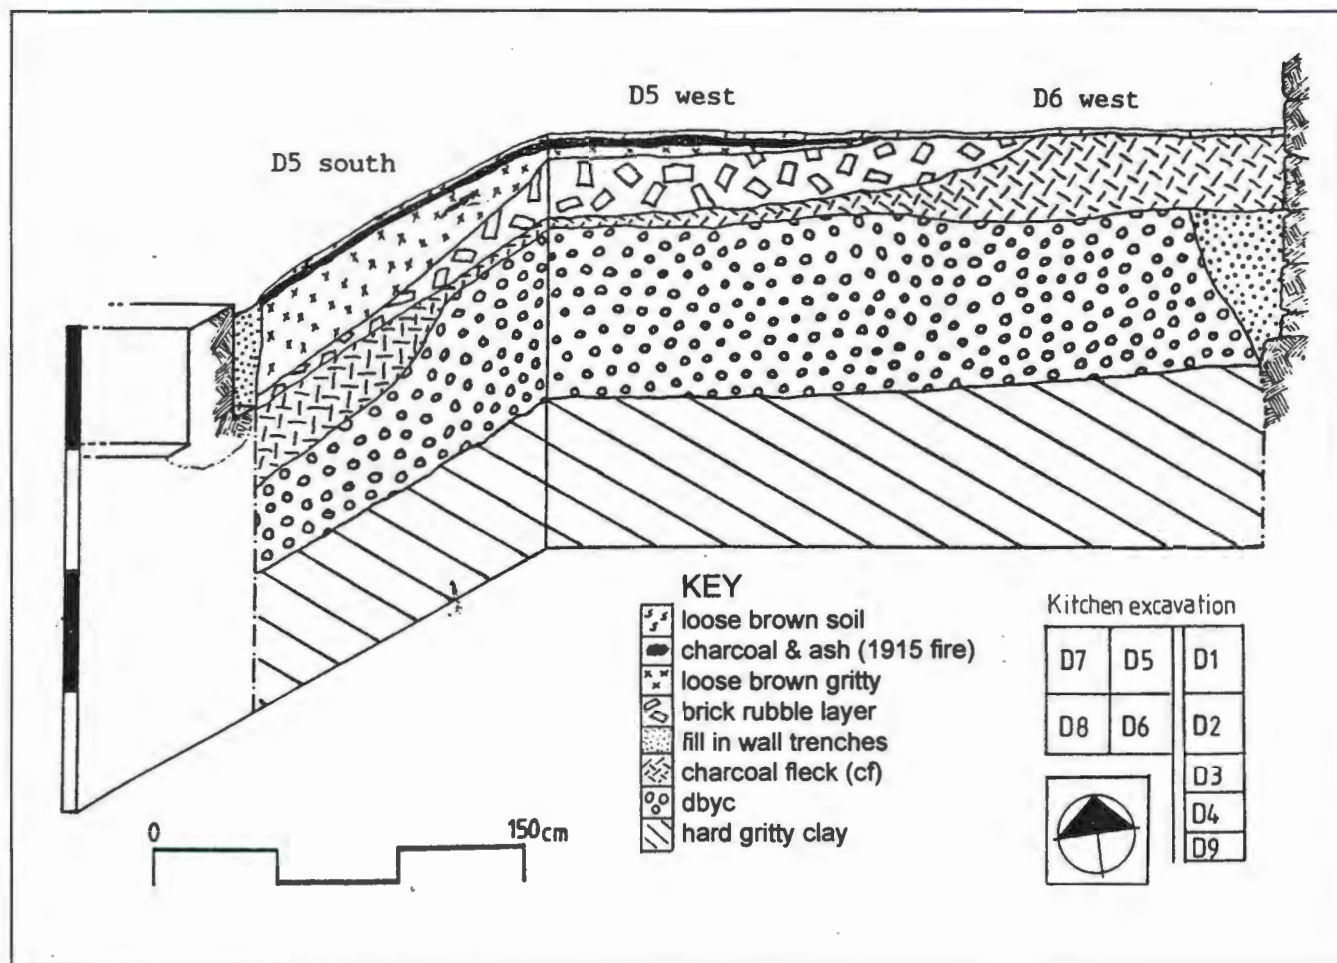 D5 west
D6 west
D5 south
KEY
loose brown soil
charcoal & ash (1915 fire)
loose brown gritty
brick rubble layer
fill in wall trenches
charcoal fleck (cf)
dbyc
hard gritty clay
0 150cm
Kitchen excavation
D7 D5 D1
D8 D6 D2
D3
D4
D9